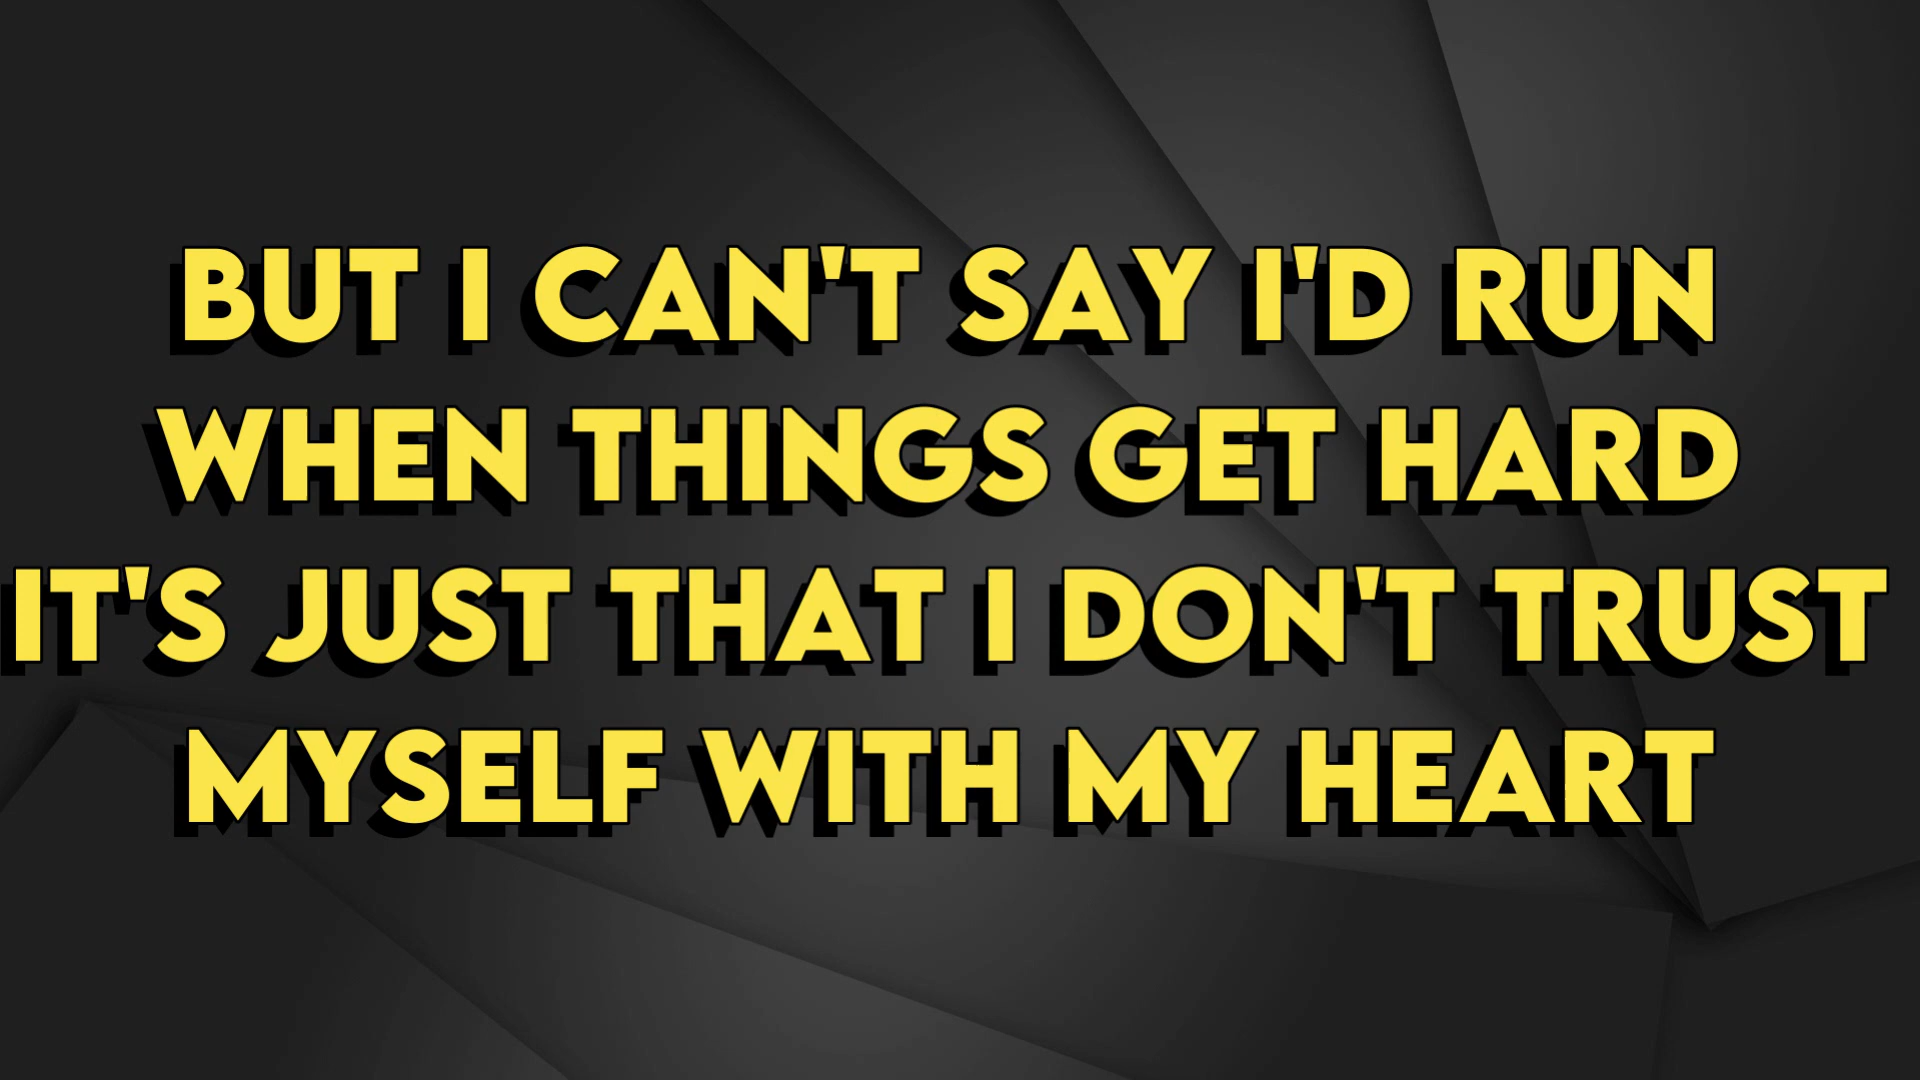 BUT I CAN'T SAY I'D RUN
WHEN THINGS GET HARD
IT'S JUST THAT I DON'T TRUST
MYSELF WITH MY HEART